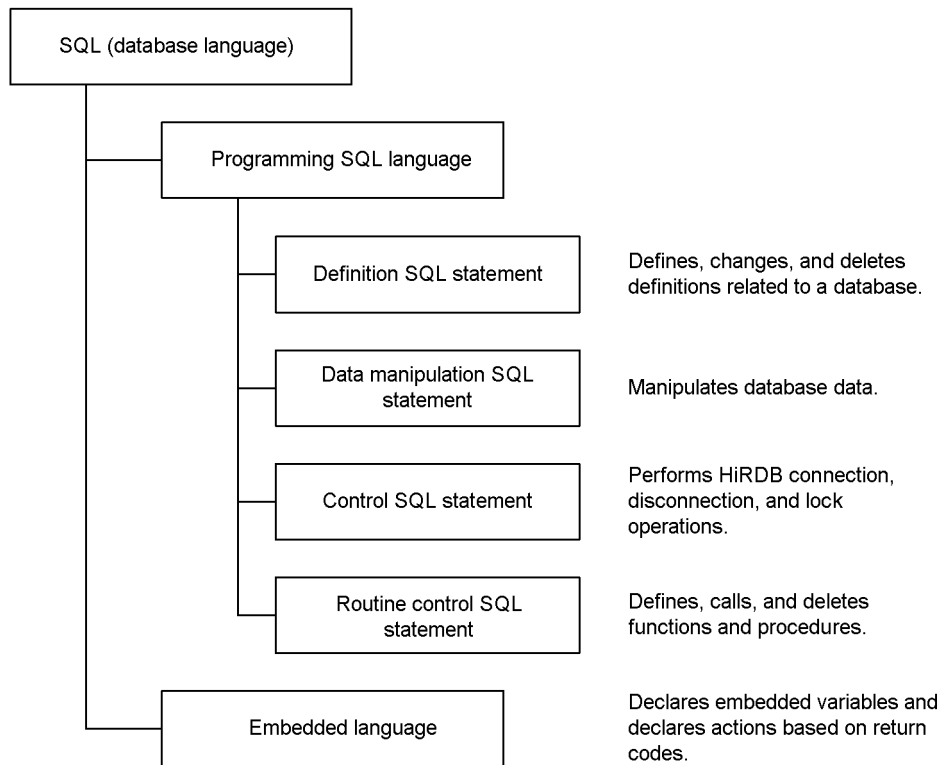 SQL (database language)
Programming SQL language
Definition SQL statement
Defines, changes, and deletes
definitions related to a database.
Data manipulation SQL
statement
Manipulates database data.
Control SQL statement
Performs HiRDB connection,
disconnection, and lock
operations.
Routine control SQL
statement
Defines, calls, and deletes
functions and procedures.
Embedded language
Declares embedded variables and
declares actions based on return
codes.